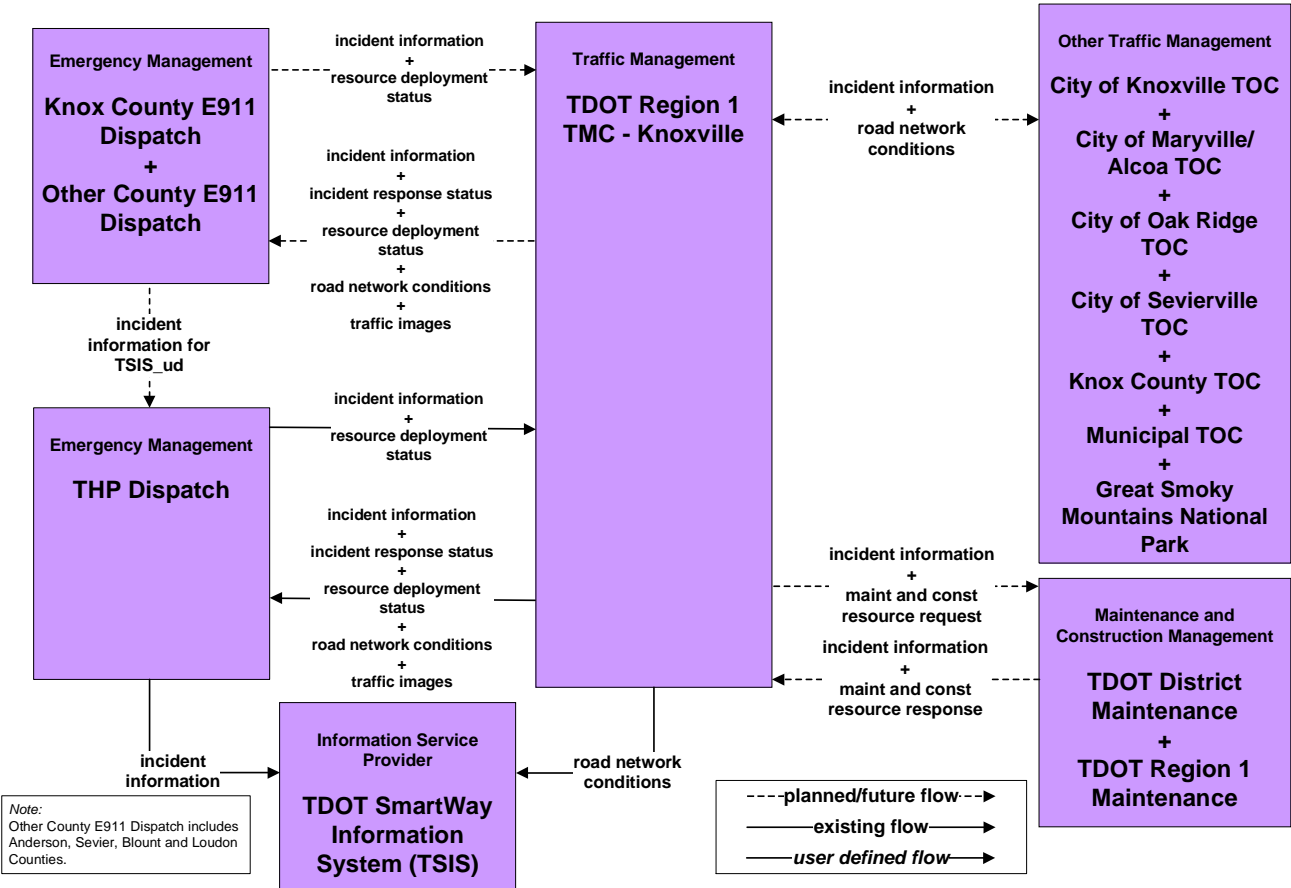 Emergency Management
Knox County E911
Dispatch
+
Other County E911
Dispatch
incident information
+
resource deployment
status
incident information
+
incident response status
+
resource deployment
status
+
road network conditions
+
traffic images
Traffic Management
TDOT Region 1
TMC - Knoxville
incident information
+
road network
conditions
Other Traffic Management
City of Knoxville TOC
+
City of Maryville/
Alcoa TOC
+
City of Oak Ridge
TOC
+
City of Sevierville
TOC
+
Knox County TOC
+
Municipal TOC
+
Great Smoky
Mountains National
Park
incident
information for
TSIS_ud
Emergency Management
THP Dispatch
incident information
+
resource deployment
status
incident information
+
incident response status
+
resource deployment
status
+
road network conditions
+
traffic images
incident information
+
maint and const
resource request
incident information
+
maint and const
resource response
Maintenance and
Construction Management
TDOT District
Maintenance
+
TDOT Region 1
Maintenance
incident
information
Information Service
Provider
TDOT SmartWay
Information
System (TSIS)
road network
conditions
planned/future flow
existing flow
user defined flow
Note:
Other County E911 Dispatch includes
Anderson, Sevier, Blount and Loudon
Counties.